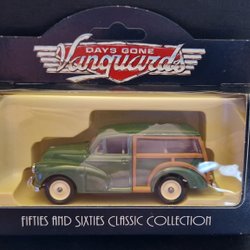 DAYS GONE
Vanguards
FIFTIES AND SIXTIES CLASSIC COLLECTION